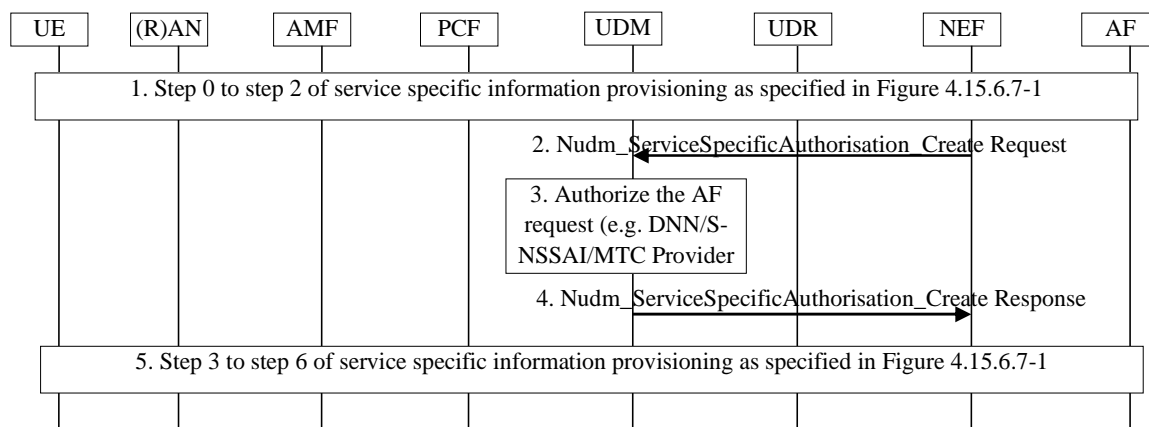 UE (R)AN AMF PCF UDM UDR NEF AF
1. Step 0 to step 2 of service specific information provisioning as specified in Figure 4.15.6.7-1
2. Nudm_ServiceSpecificAuthorisation_Create Request
3. Authorize the AF
request (e.g. DNN/S-
NSSAI/MTC Provider
4. Nudm_ServiceSpecificAuthorisation_Create Response
5. Step 3 to step 6 of service specific information provisioning as specified in Figure 4.15.6.7-1